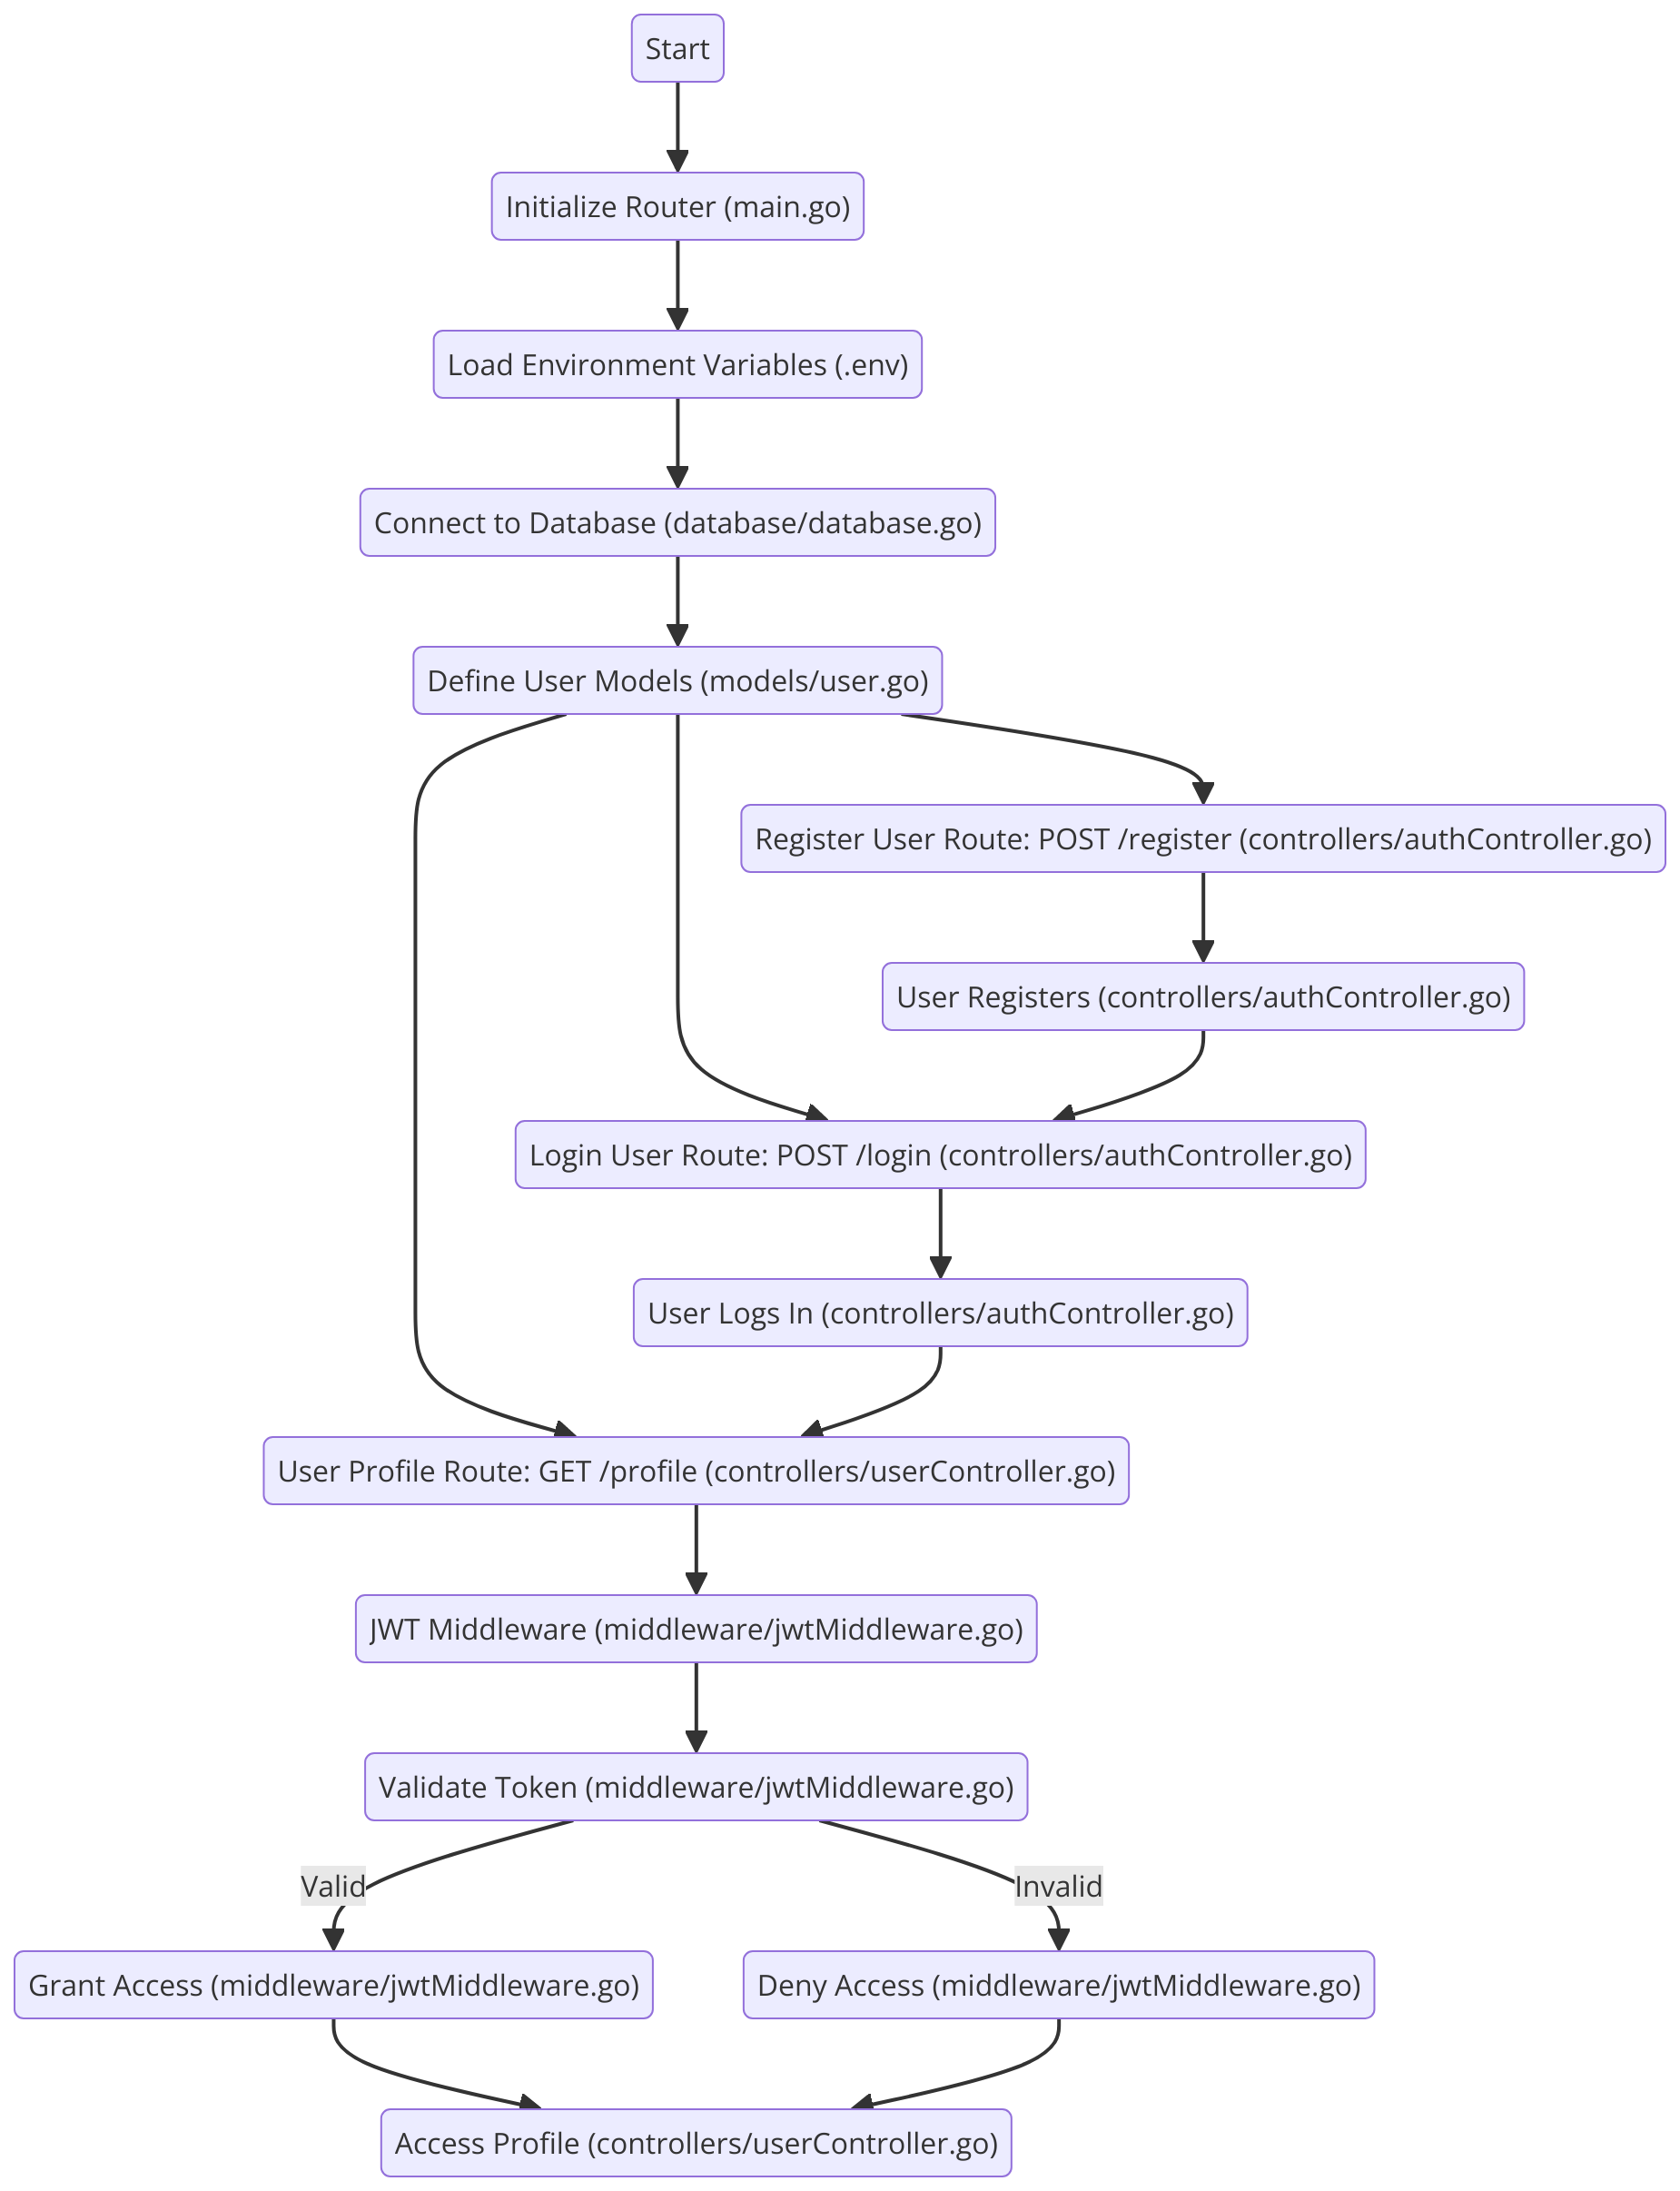 Start
Initialize Router (main.go)
Load Environment Variables (.env)
Connect to Database (database/database.go)
Define User Models (models/user.go)
Register User Route: POST /register (controllers/authController.go)
User Registers (controllers/authController.go)
Login User Route: POST /login (controllers/authController.go)
User Logs In (controllers/authController.go)
User Profile Route: GET /profile (controllers/userController.go)
JWT Middleware (middleware/jwtMiddleware.go)
Validate Token (middleware/jwtMiddleware.go)
Valid
Invalid
Grant Access (middleware/jwtMiddleware.go)
Deny Access (middleware/jwtMiddleware.go)
Access Profile (controllers/userController.go)